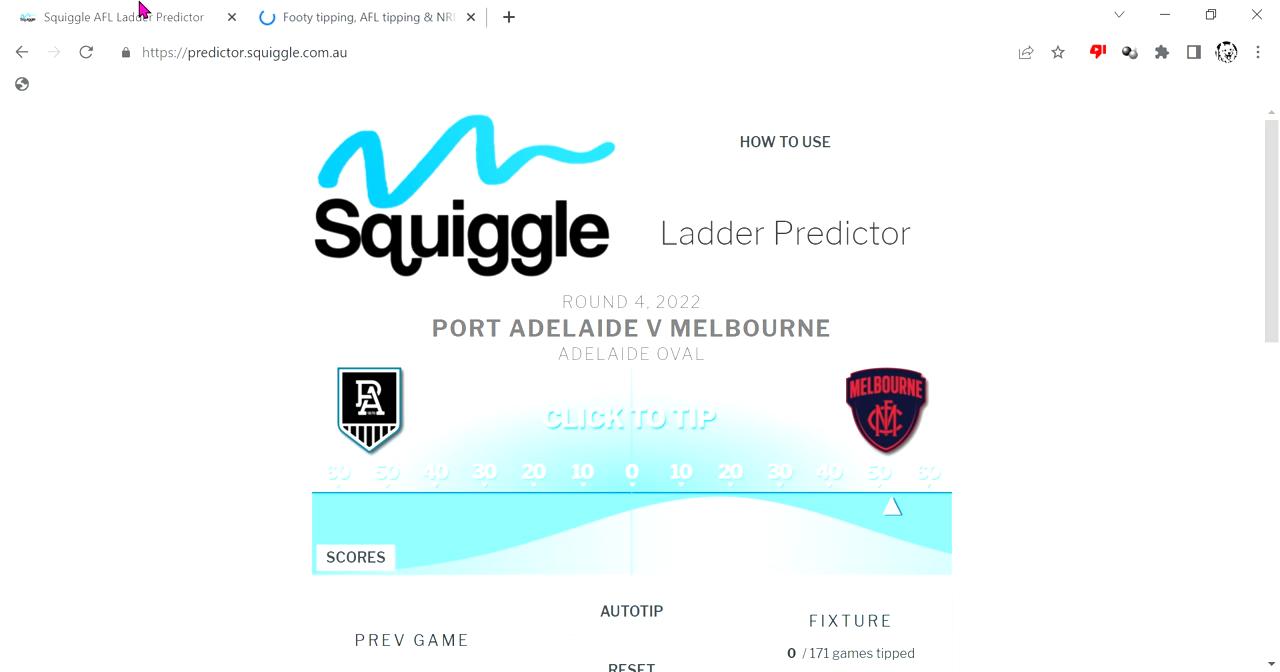 Squiggle AFL Ladder Predictor
Footy tipping, AFL tipping & NRL
https://predictor.squiggle.com.au
HOW TO USE
Squiggle
Ladder Predictor
ROUND 4, 2022
PORT ADELAIDE V MELBOURNE
ADELAIDE OVAL
PA
MELBOURNE
MFC
CLICK TO TIP
60 50 40 30 20 10 0 10 20 30 40 50 60
SCORES
AUTOTIP
FIXTURE
PREV GAME
0 / 171 games tipped
RESET